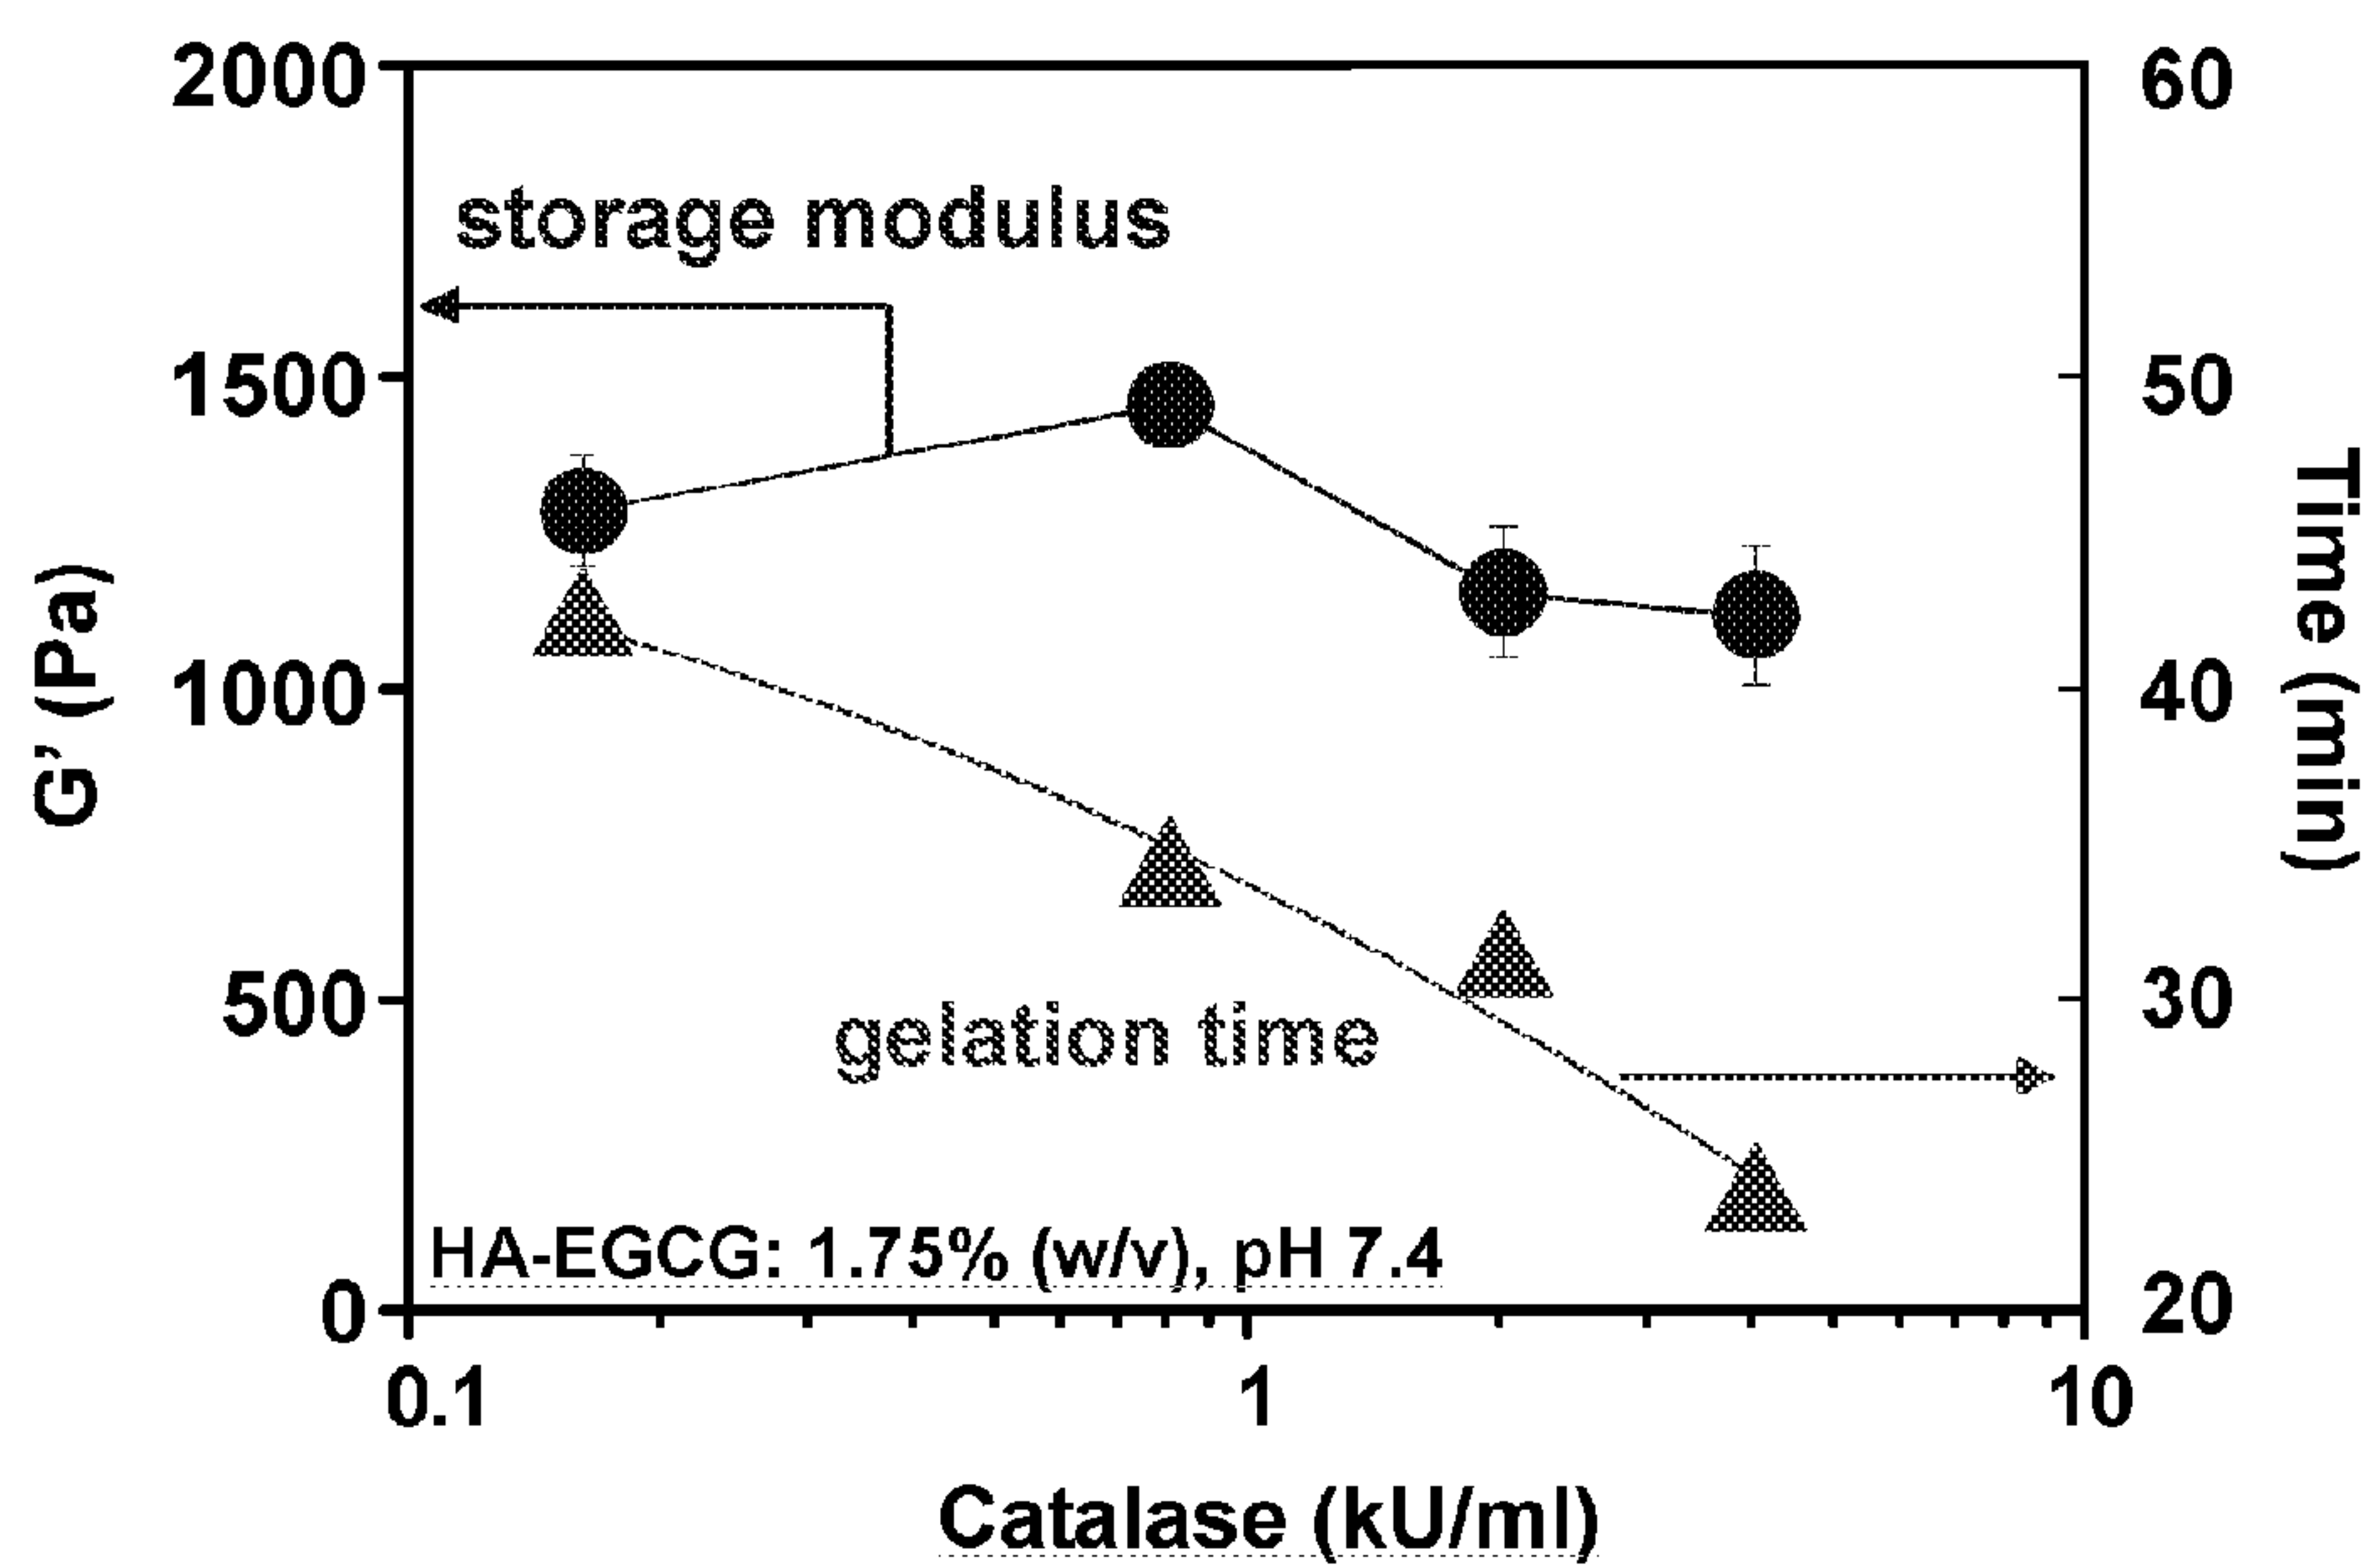 2000
1500
1000
500
0
G' (Pa)
storage modulus
gelation time
HA-EGCG: 1.75% (w/v), pH 7.4
60
50
40
30
20
Time (min)
0.1
1
10
Catalase (kU/ml)